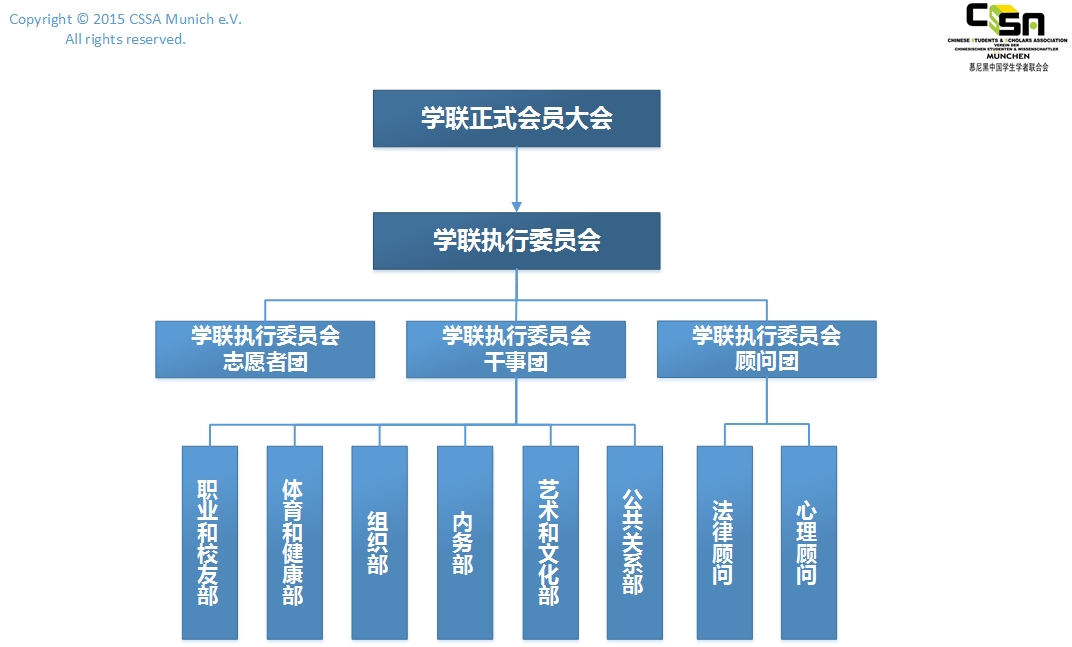 Copyright © 2015 CSSA Munich e.V.
All rights reserved.
CSSA
CHINESE STUDENTS & SCHOLARS ASSOCIATION
VEREIN DER
CHINESISCHEN STUDENTEN & WISSENSCHAFTLER
MÜNCHEN
慕尼黑中国学生学者联合会
学联正式会员大会
学联执行委员会
学联执行委员会
志愿者团
学联执行委员会
干事团
学联执行委员会
顾问团
职业和校友部
体育和健康部
组织部
内务部
艺术和文化部
公共关系部
法律顾问
心理顾问